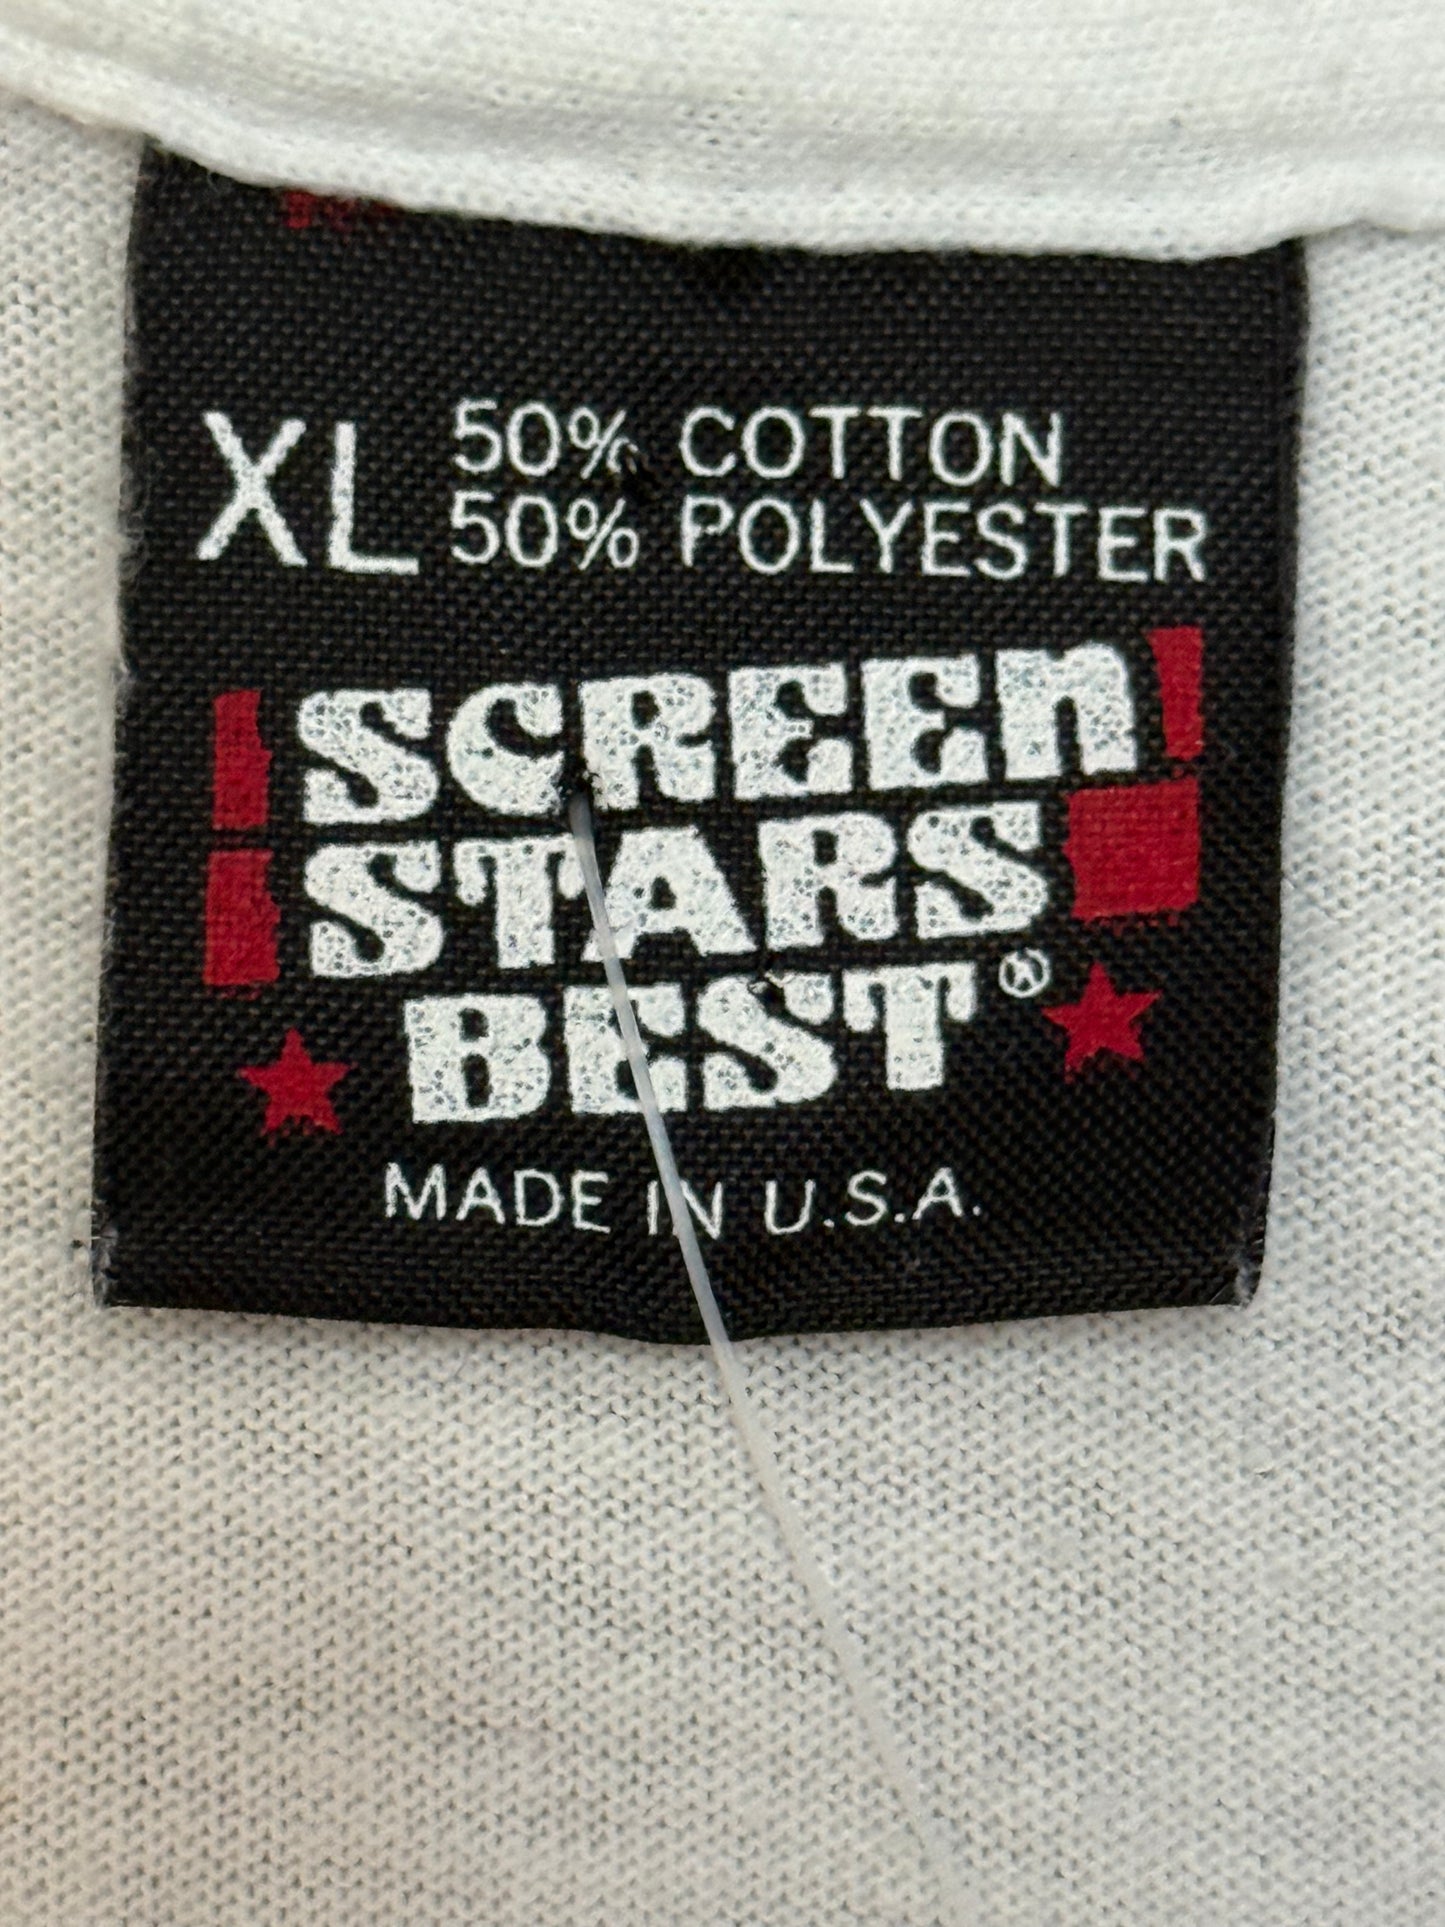 XL 50% COTTON
50% POLYESTER
SCREEN
STARS
BEST®
MADE IN U.S.A.